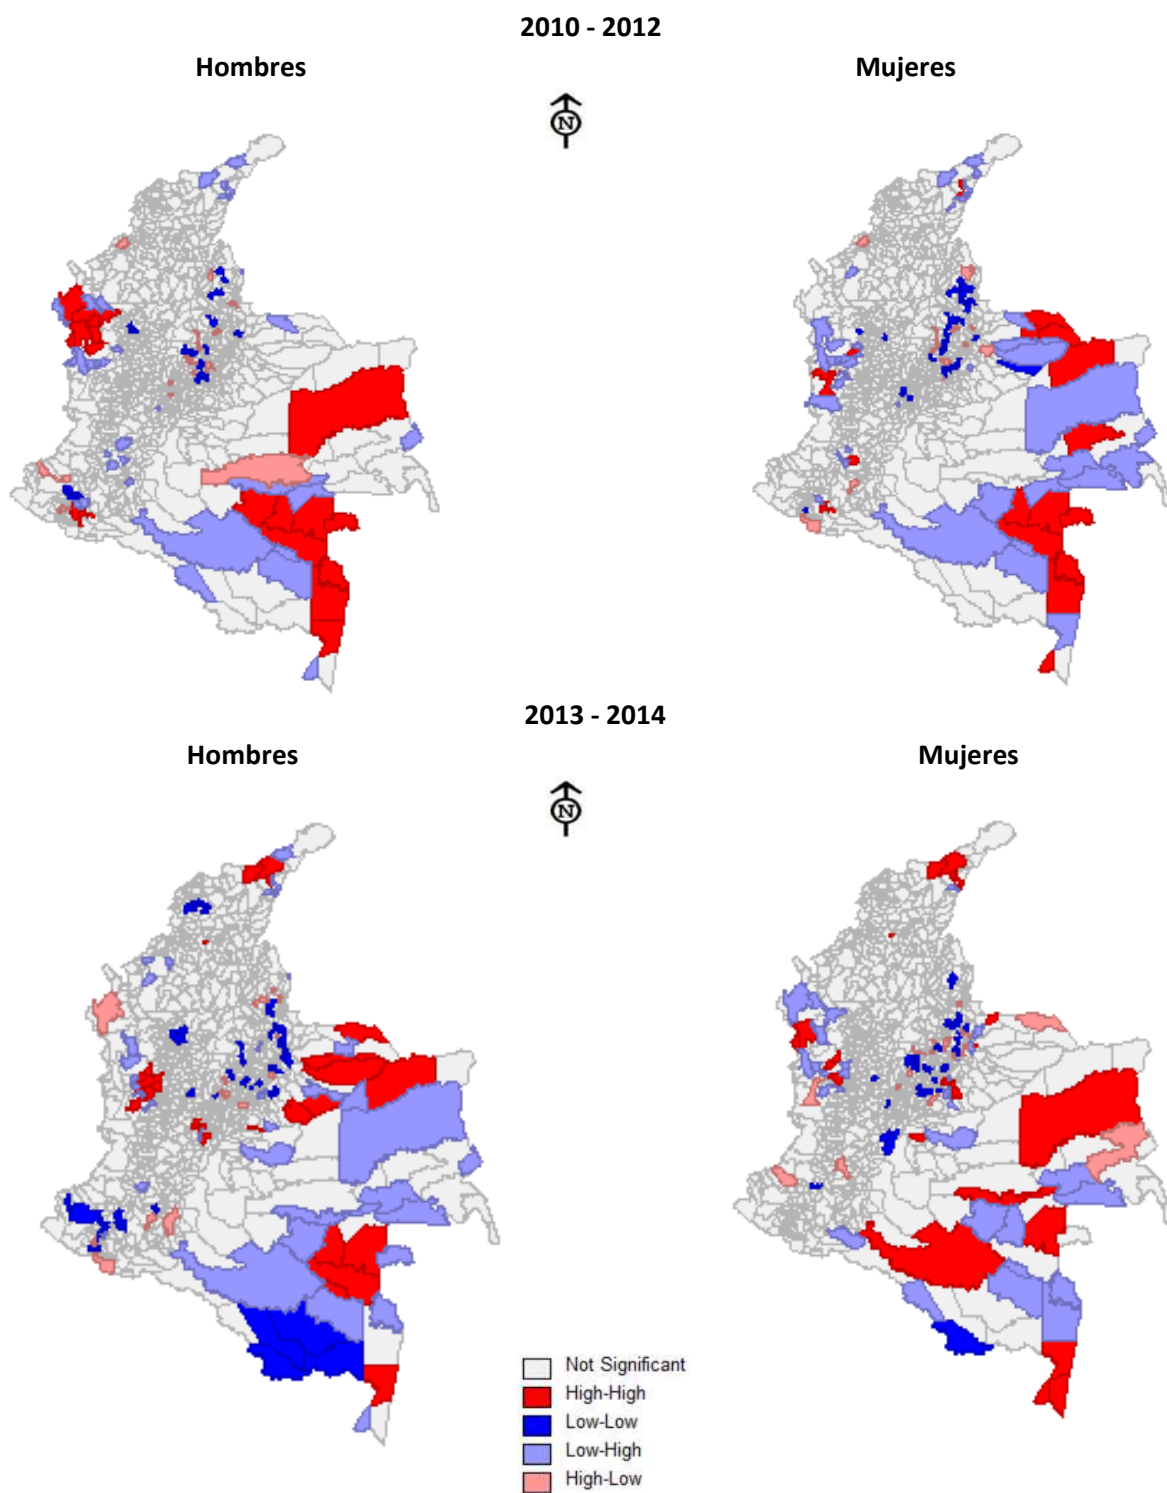 2010 - 2012
Hombres
Mujeres
N
2013 - 2014
Hombres
Mujeres
N
Not Significant
High-High
Low-Low
Low-High
High-Low